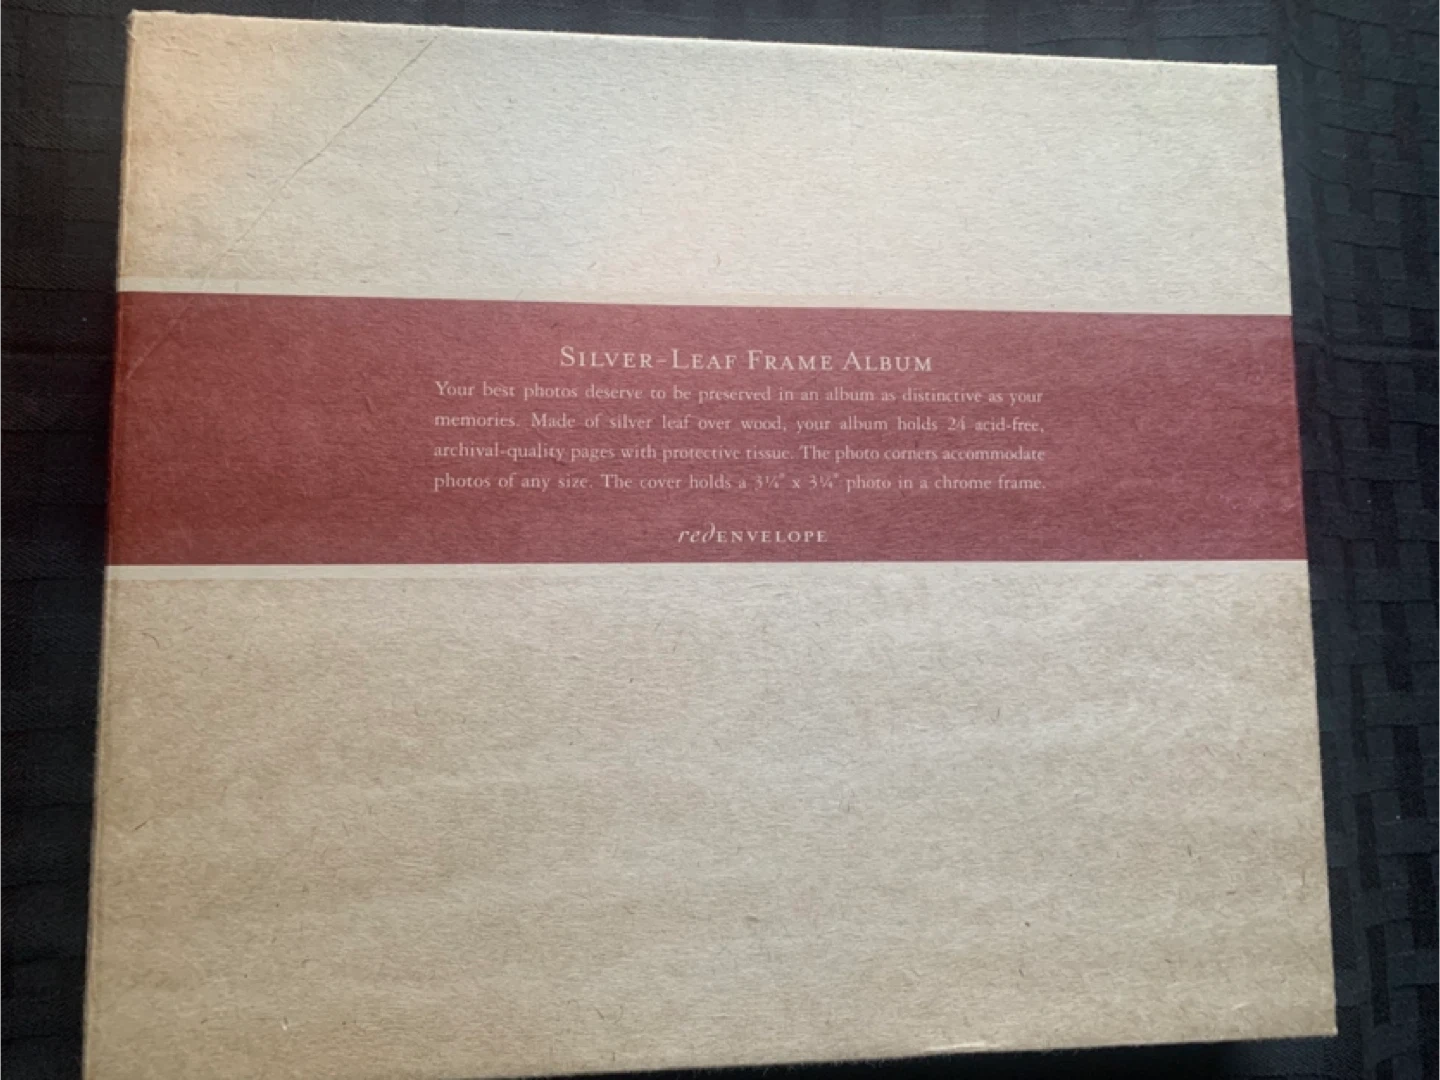 SILVER-LEAF FRAME ALBUM
Your best photos deserve to be preserved in an album as distinctive as your
memories. Made of silver leaf over wood, your album holds 24 acid-free,
archival-quality pages with protective tissue. The photo corners accommodate
photos of any size. The cover holds a 3¼" x 3¼" photo in a chrome frame.
redENVELOPE